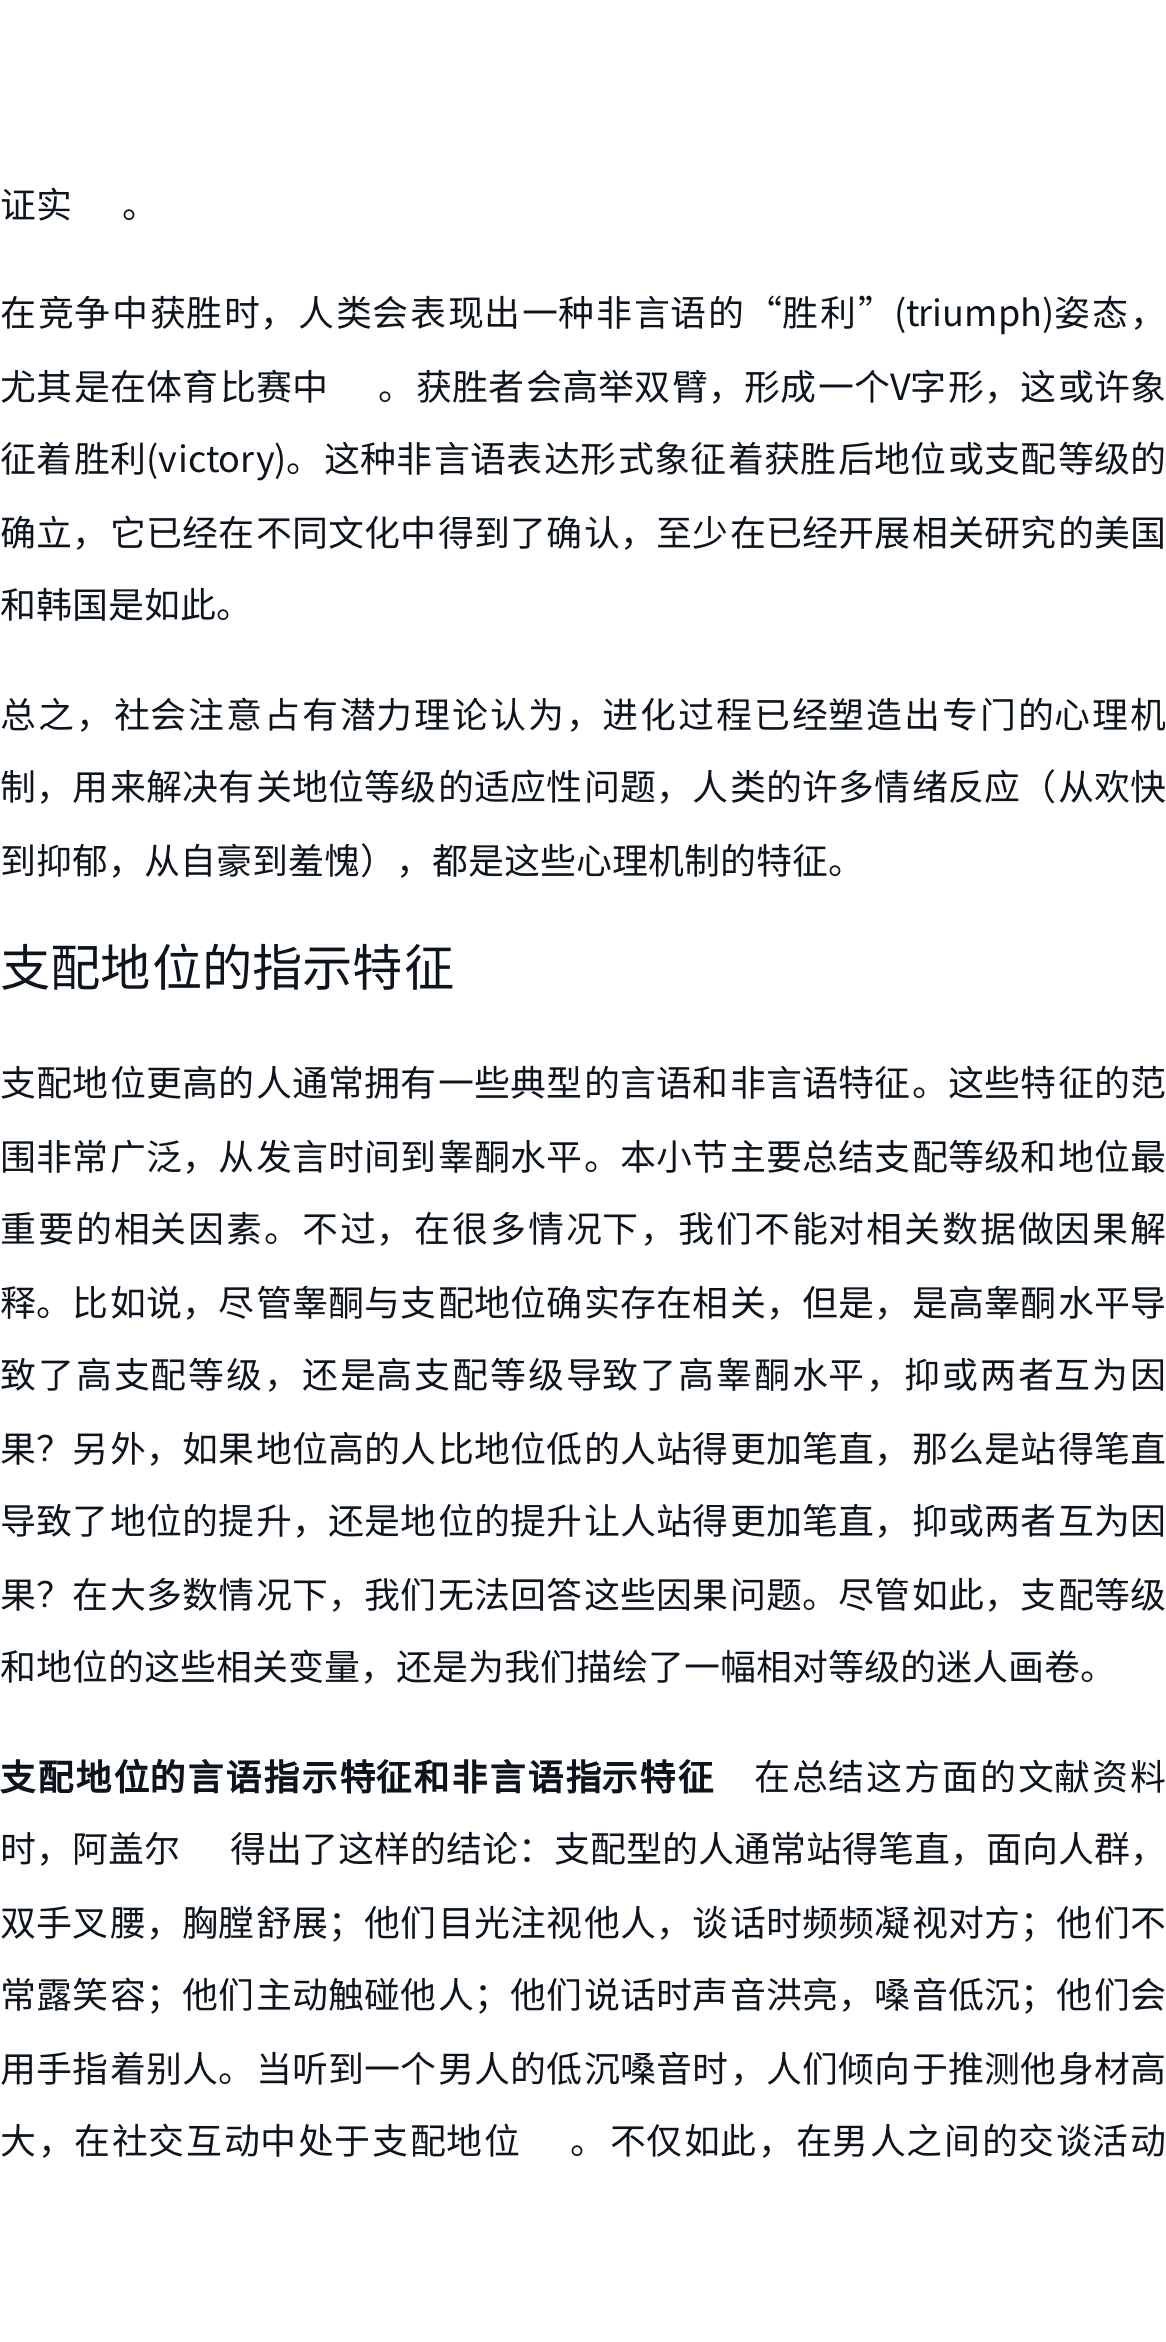 证实 。
在竞争中获胜时，人类会表现出一种非言语的“胜利”(triumph)姿态，
尤其是在体育比赛中 。获胜者会高举双臂，形成一个V字形，这或许象
征着胜利(victory)。这种非言语表达形式象征着获胜后地位或支配等级的
确立，它已经在不同文化中得到了确认，至少在已经开展相关研究的美国
和韩国是如此。
总之，社会注意占有潜力理论认为，进化过程已经塑造出专门的心理机
制，用来解决有关地位等级的适应性问题，人类的许多情绪反应（从欢快
到抑郁，从自豪到羞愧），都是这些心理机制的特征。
支配地位的指示特征
支配地位更高的人通常拥有一些典型的言语和非言语特征。这些特征的范
围非常广泛，从发言时间到睾酮水平。本小节主要总结支配等级和地位最
重要的相关因素。不过，在很多情况下，我们不能对相关数据做因果解
释。比如说，尽管睾酮与支配地位确实存在相关，但是，是高睾酮水平导
致了高支配等级，还是高支配等级导致了高睾酮水平，抑或两者互为因
果？另外，如果地位高的人比地位低的人站得更加笔直，那么是站得笔直
导致了地位的提升，还是地位的提升让人站得更加笔直，抑或两者互为因
果？在大多数情况下，我们无法回答这些因果问题。尽管如此，支配等级
和地位的这些相关变量，还是为我们描绘了一幅相对等级的迷人画卷。
支配地位的言语指示特征和非言语指示特征 在总结这方面的文献资料
时，阿盖尔 得出了这样的结论：支配型的人通常站得笔直，面向人群，
双手叉腰，胸膛舒展；他们目光注视他人，谈话时频频凝视对方；他们不
常露笑容；他们主动触碰他人；他们说话时声音洪亮，嗓音低沉；他们会
用手指着别人。当听到一个男人的低沉嗓音时，人们倾向于推测他身材高
大，在社交互动中处于支配地位 。不仅如此，在男人之间的交谈活动